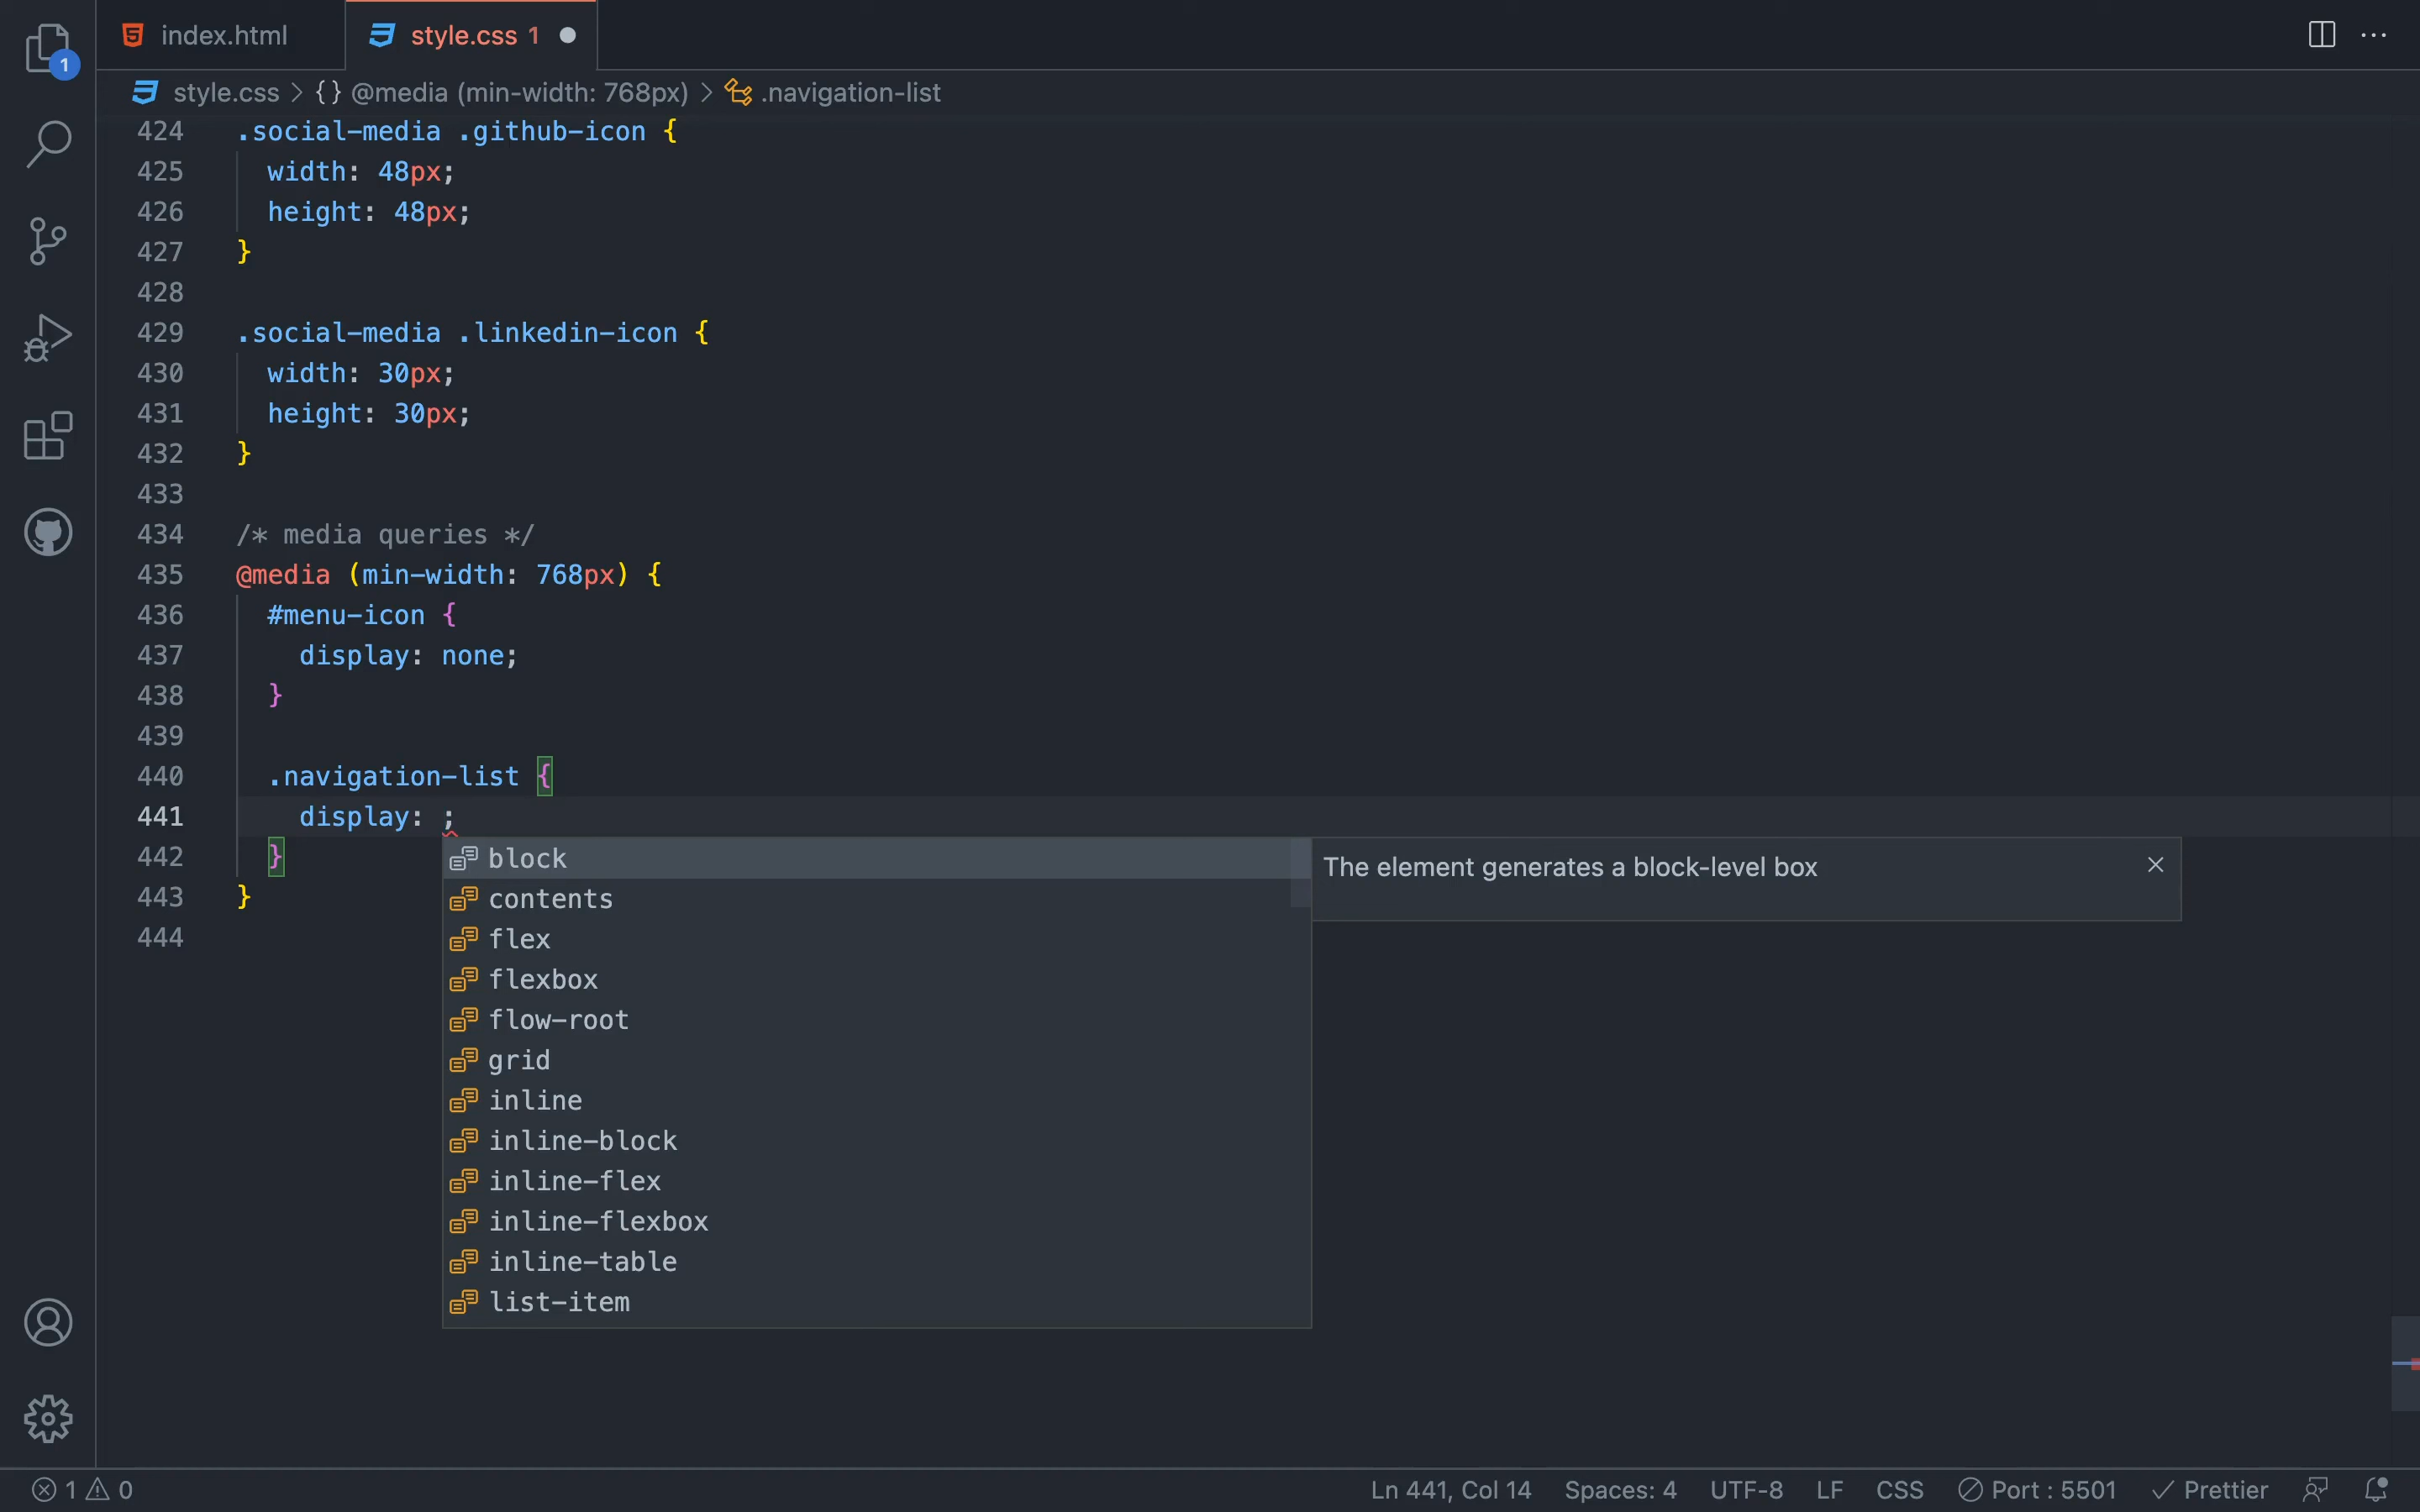 index.html
style.css 1
style.css > {} @media (min-width: 768px) > .navigation-list
424 .social-media .github-icon {
425 width: 48px;
426 height: 48px;
427 }
428
429 .social-media .linkedin-icon {
430 width: 30px;
431 height: 30px;
432 }
433
434 /* media queries */
435 @media (min-width: 768px) {
436 #menu-icon {
437 display: none;
438 }
439
440 .navigation-list {
441 display: ;
442 }
443 }
444
block
contents
flex
flexbox
flow-root
grid
inline
inline-block
inline-flex
inline-flexbox
inline-table
list-item
The element generates a block-level box
1
1 0
Ln 441, Col 14 Spaces: 4 UTF-8 LF CSS Port : 5501 Prettier